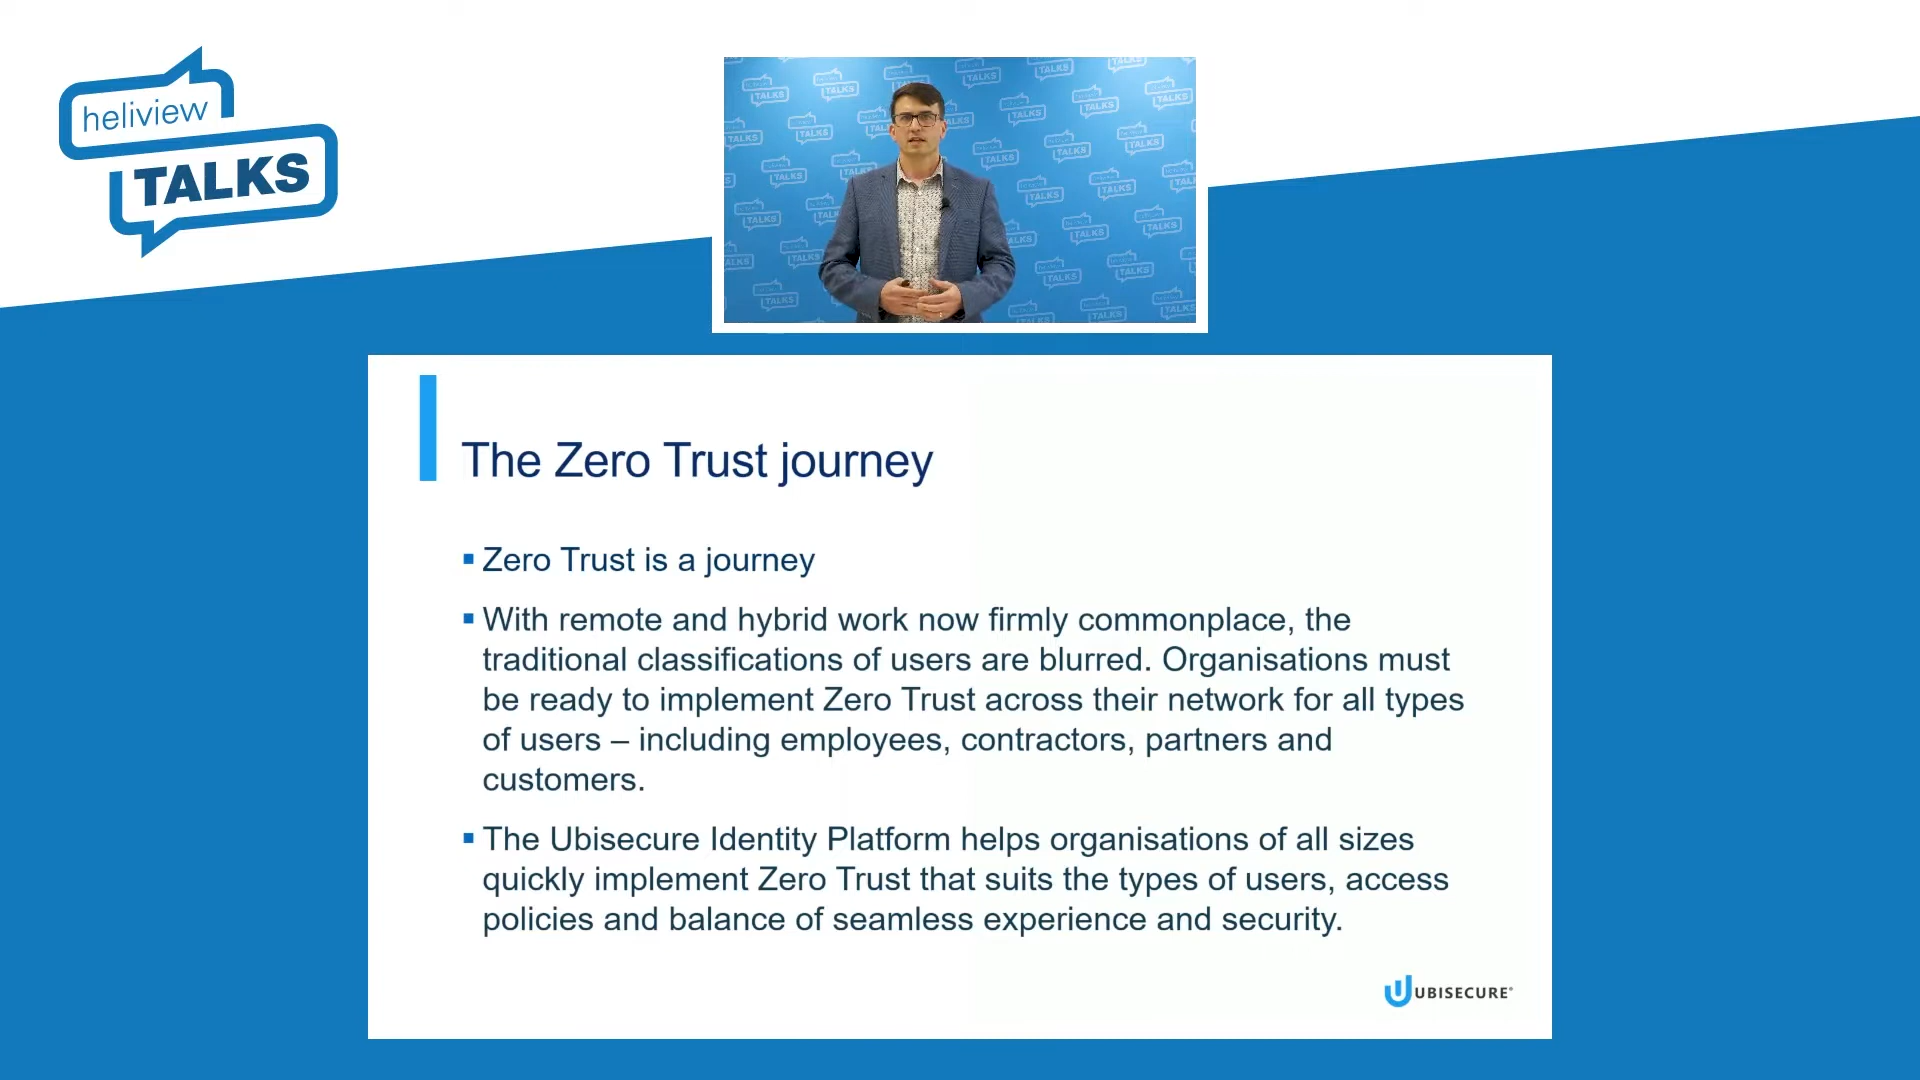 heliview
TALKS
The Zero Trust journey
▪ Zero Trust is a journey
▪ With remote and hybrid work now firmly commonplace, the
traditional classifications of users are blurred. Organisations must
be ready to implement Zero Trust across their network for all types
of users – including employees, contractors, partners and
customers.
▪ The Ubisecure Identity Platform helps organisations of all sizes
quickly implement Zero Trust that suits the types of users, access
policies and balance of seamless experience and security.
UBISECURE®